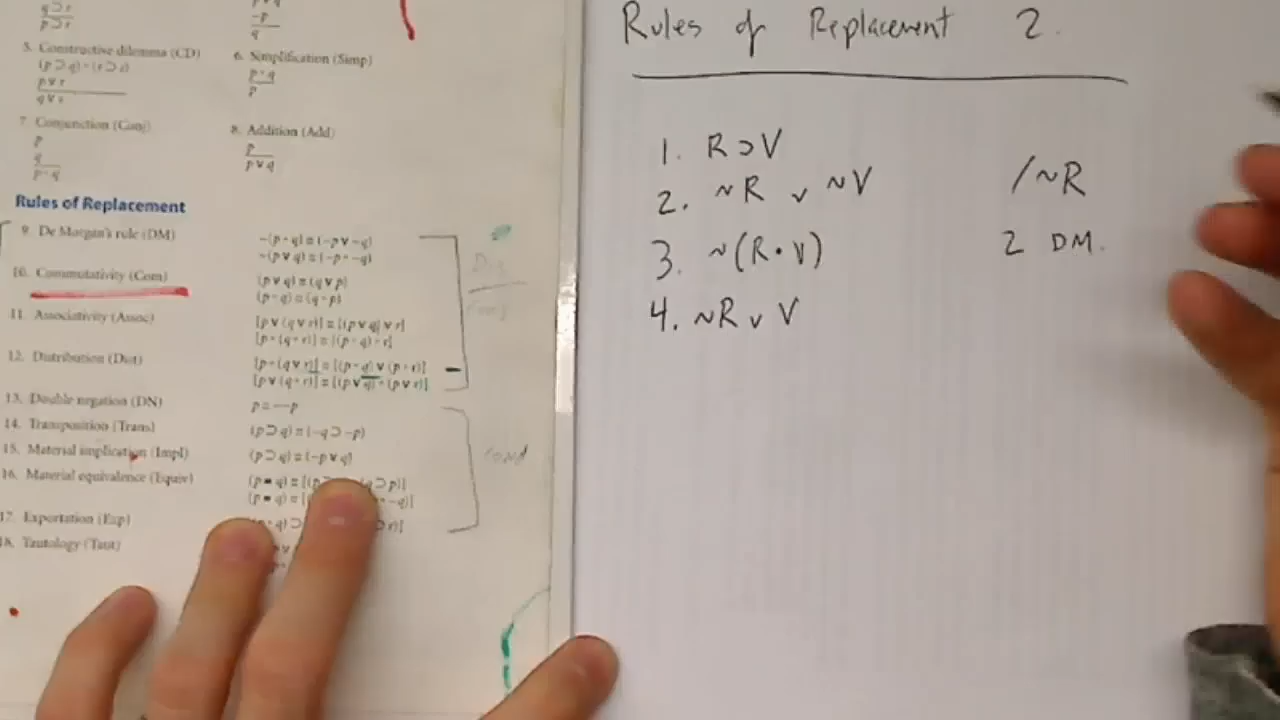 q ⊃ r
p ⊃ r
~p
q
5. Constructive dilemma (CD)
(p ⊃ q) · (r ⊃ s)
p v r
q v s
6. Simplification (Simp)
p · q
p
7. Conjunction (Conj)
p
q
p · q
8. Addition (Add)
p
p v q
Rules of Replacement
9. De Morgan's rule (DM)
~(p · q) ≡ (~p v ~q)
~(p v q) ≡ (~p · ~q)
10. Commutativity (Com)
(p v q) ≡ (q v p)
(p · q) ≡ (q · p)
11. Associativity (Assoc)
[p v (q v r)] ≡ [(p v q) v r]
[p · (q · r)] ≡ [(p · q) · r]
12. Distribution (Dist)
[p · (q v r)] ≡ [(p · q) v (p · r)]
[p v (q · r)] ≡ [(p v q) · (p v r)]
13. Double negation (DN)
p ≡ ~~p
14. Transposition (Trans)
(p ⊃ q) ≡ (~q ⊃ ~p)
15. Material implication (Impl)
(p ⊃ q) ≡ (~p v q)
16. Material equivalence (Equiv)
(p ≡ q) ≡ [(p ⊃ q ⊃ p)]
(p ≡ q) ≡ [( · ~q)]
17. Exportation (Exp)
18. Tautology (Taut)
cond
Rules of Replacement 2.
1. R ⊃ V
2. ~R v ~V /~R
3. ~(R · V) 2 DM.
4. ~R v V